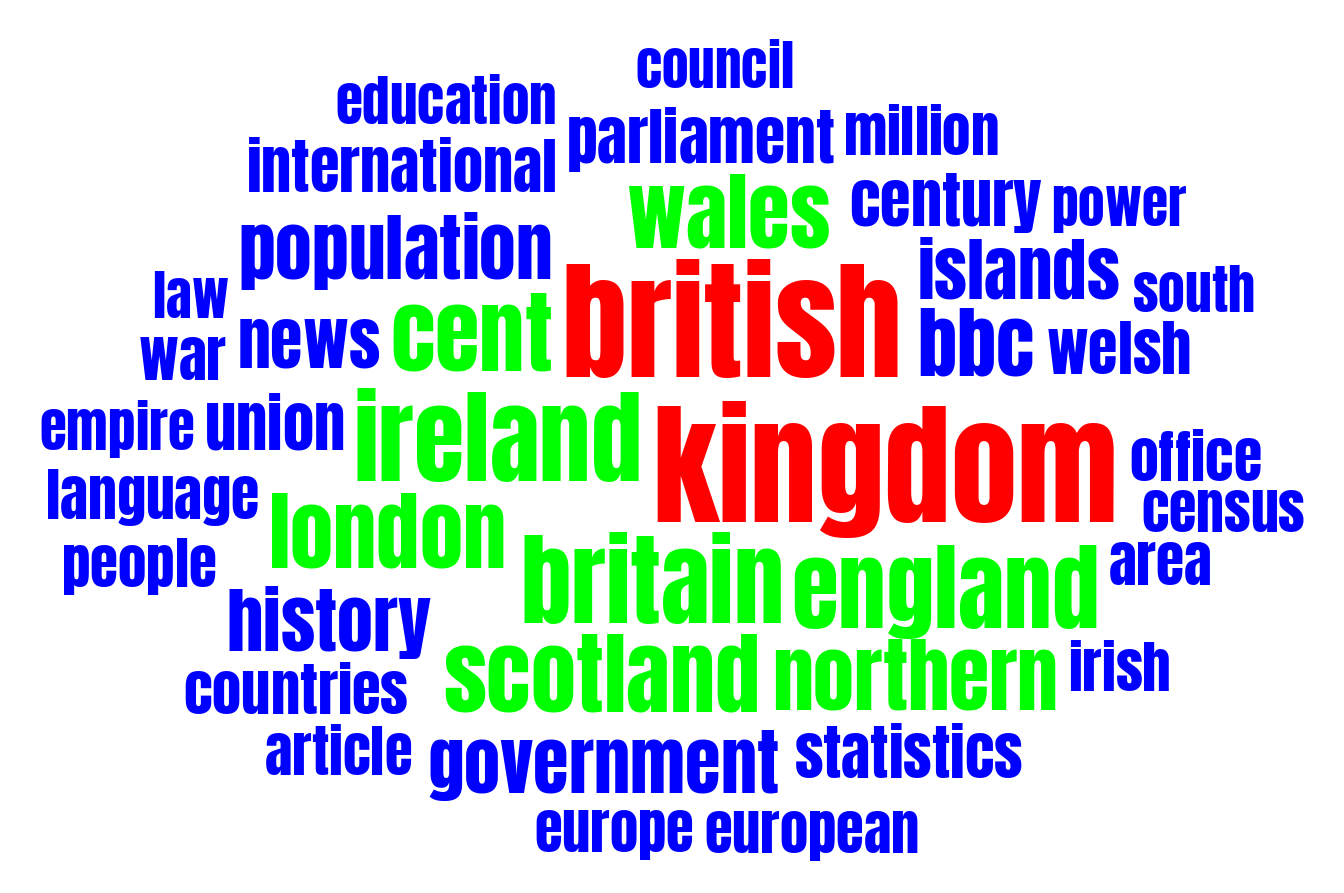 council
education
parliament million
international
wales century power
population
british islands south
law
news cent bbc welsh
war
empire union ireland kingdom office
language
london census
people britain england area
history
scotland northern irish
countries
article government statistics
europe european